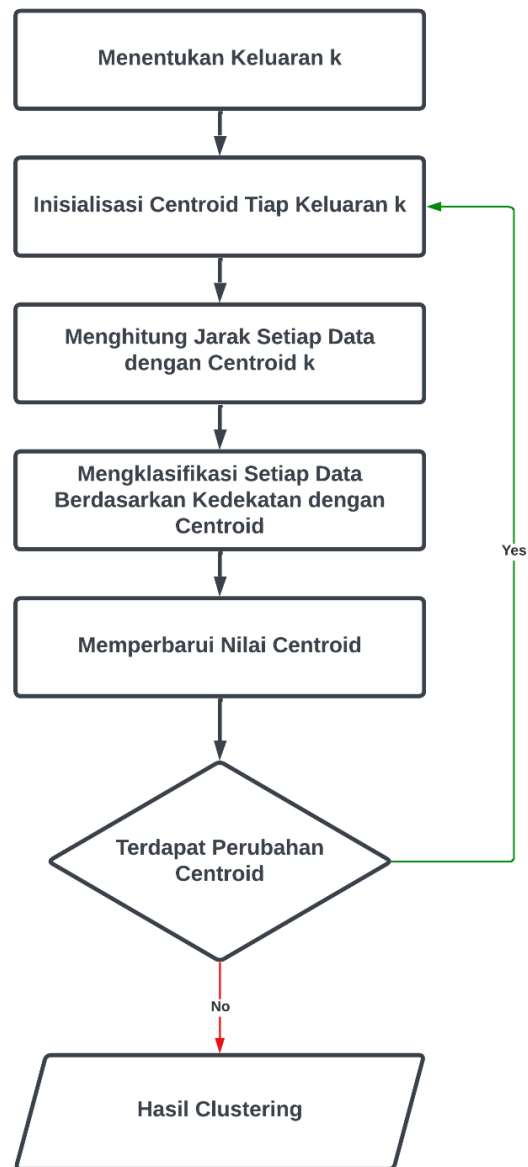 Menentukan Keluaran k
Inisialisasi Centroid Tiap Keluaran k
Menghitung Jarak Setiap Data
dengan Centroid k
Mengklasifikasi Setiap Data
Berdasarkan Kedekatan dengan
Centroid
Yes
Memperbarui Nilai Centroid
Terdapat Perubahan
Centroid
No
Hasil Clustering